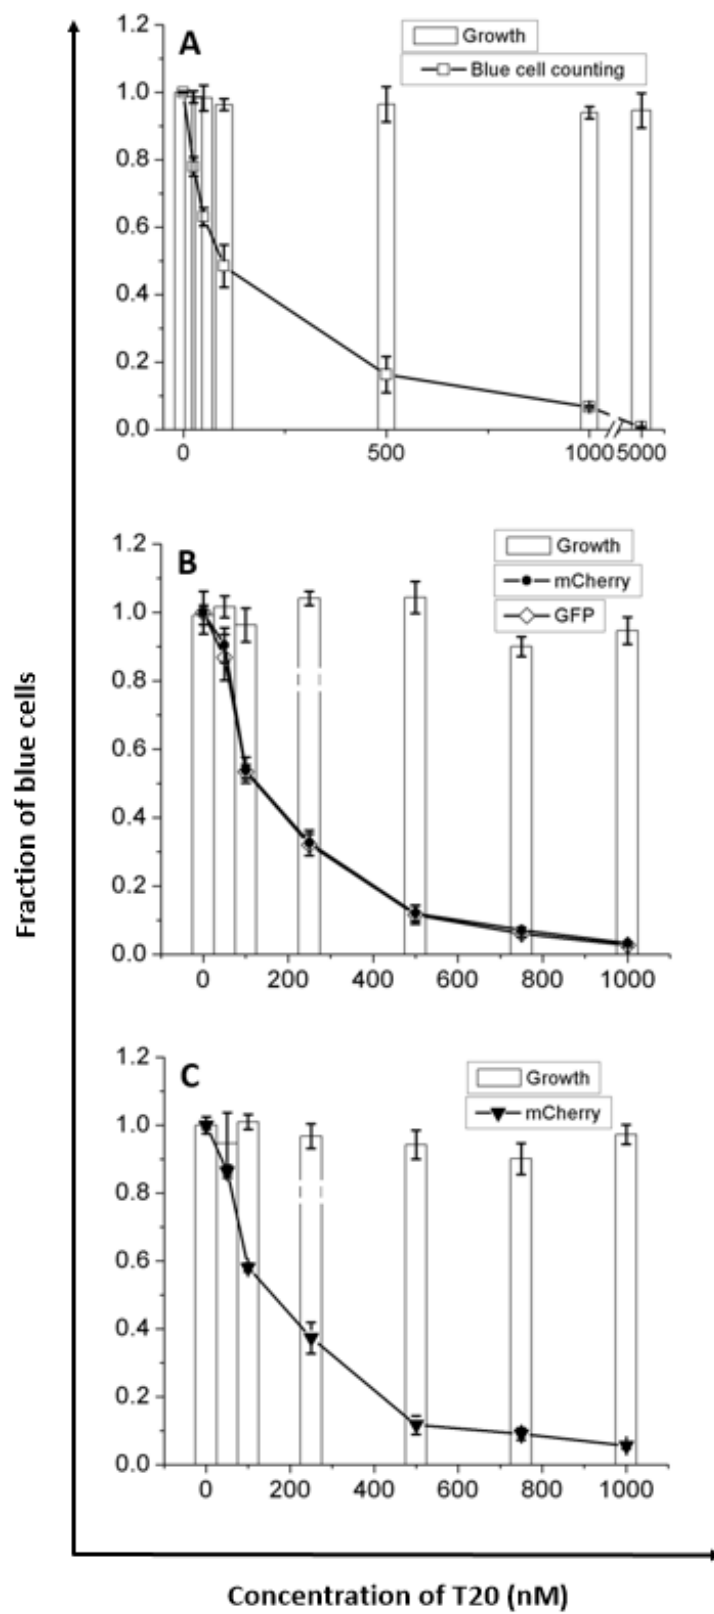 A
Growth
Blue cell counting
1.2
1.0
0.8
0.6
0.4
0.2
0.0
0 500 1000 5000
B
Growth
mCherry
GFP
1.2
1.0
0.8
0.6
0.4
0.2
0.0
0 200 400 600 800 1000
C
Growth
mCherry
1.2
1.0
0.8
0.6
0.4
0.2
0.0
0 200 400 600 800 1000
Fraction of blue cells
Concentration of T20 (nM)